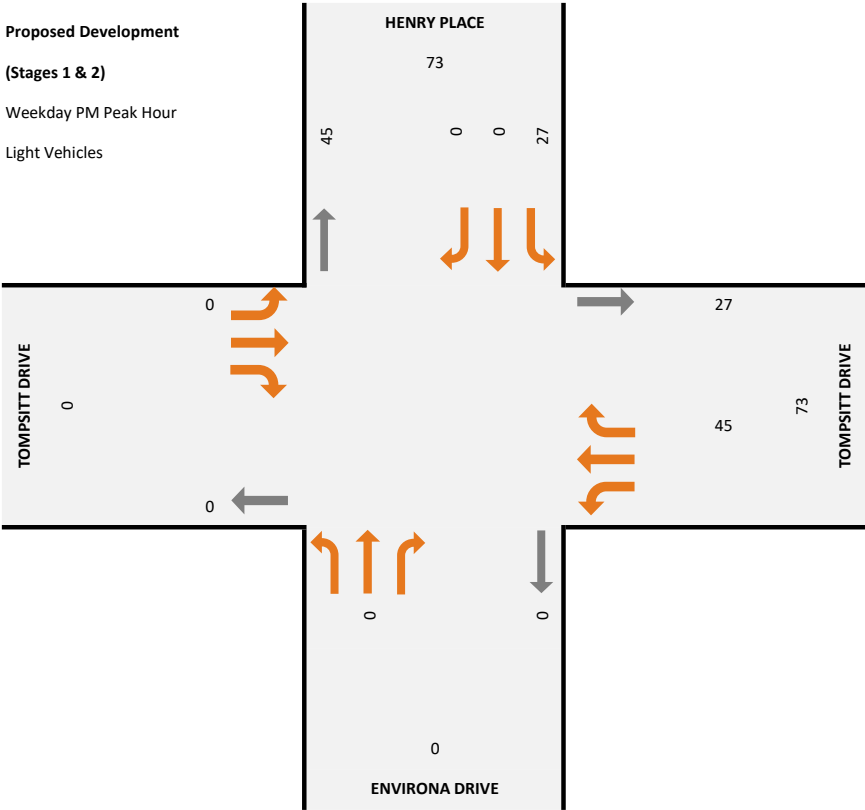 Proposed Development
(Stages 1 & 2)
Weekday PM Peak Hour
Light Vehicles
HENRY PLACE
73
45
0
0
27
0
27
TOMPSITT DRIVE
0
45
73
TOMPSITT DRIVE
0
0
0
0
ENVIRONA DRIVE